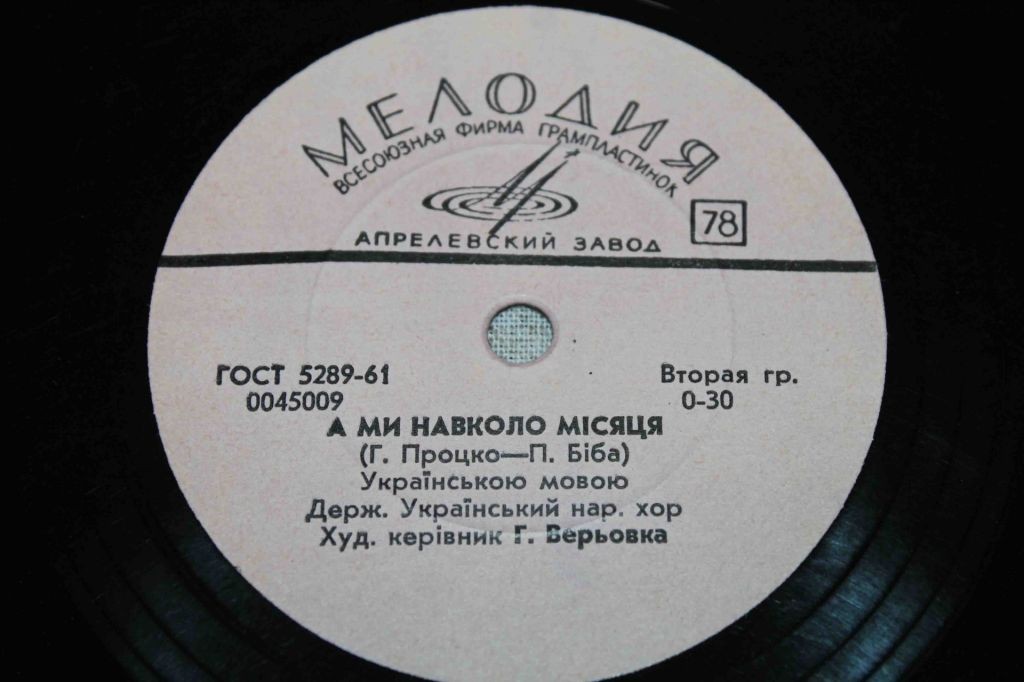 МЕЛОДИЯ
ВСЕСОЮЗНАЯ ФИРМА ГРАМПЛАСТИНОК
78
АПРЕЛЕВСКИЙ ЗАВОД
ГОСТ 5289-61
Вторая гр.
0045009
0-30
А МИ НАВКОЛО МІСЯЦЯ
(Г. Процко—П. Біба)
Українською мовою
Держ. Український нар. хор
Худ. керівник Г. Верьовка